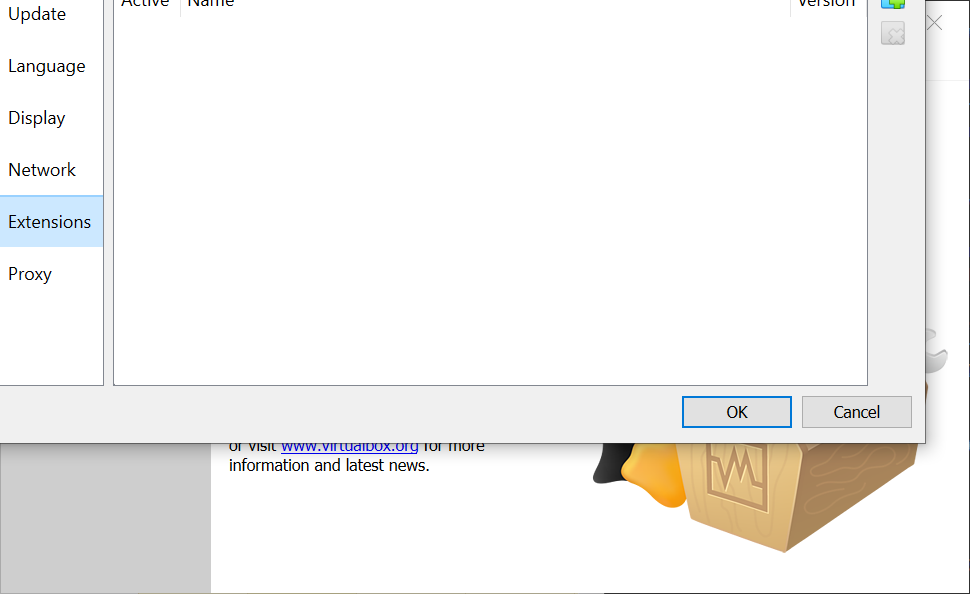 Update
Language
Display
Network
Extensions
Proxy
Active Name Version
OK Cancel
or visit www.virtualbox.org for more
information and latest news.